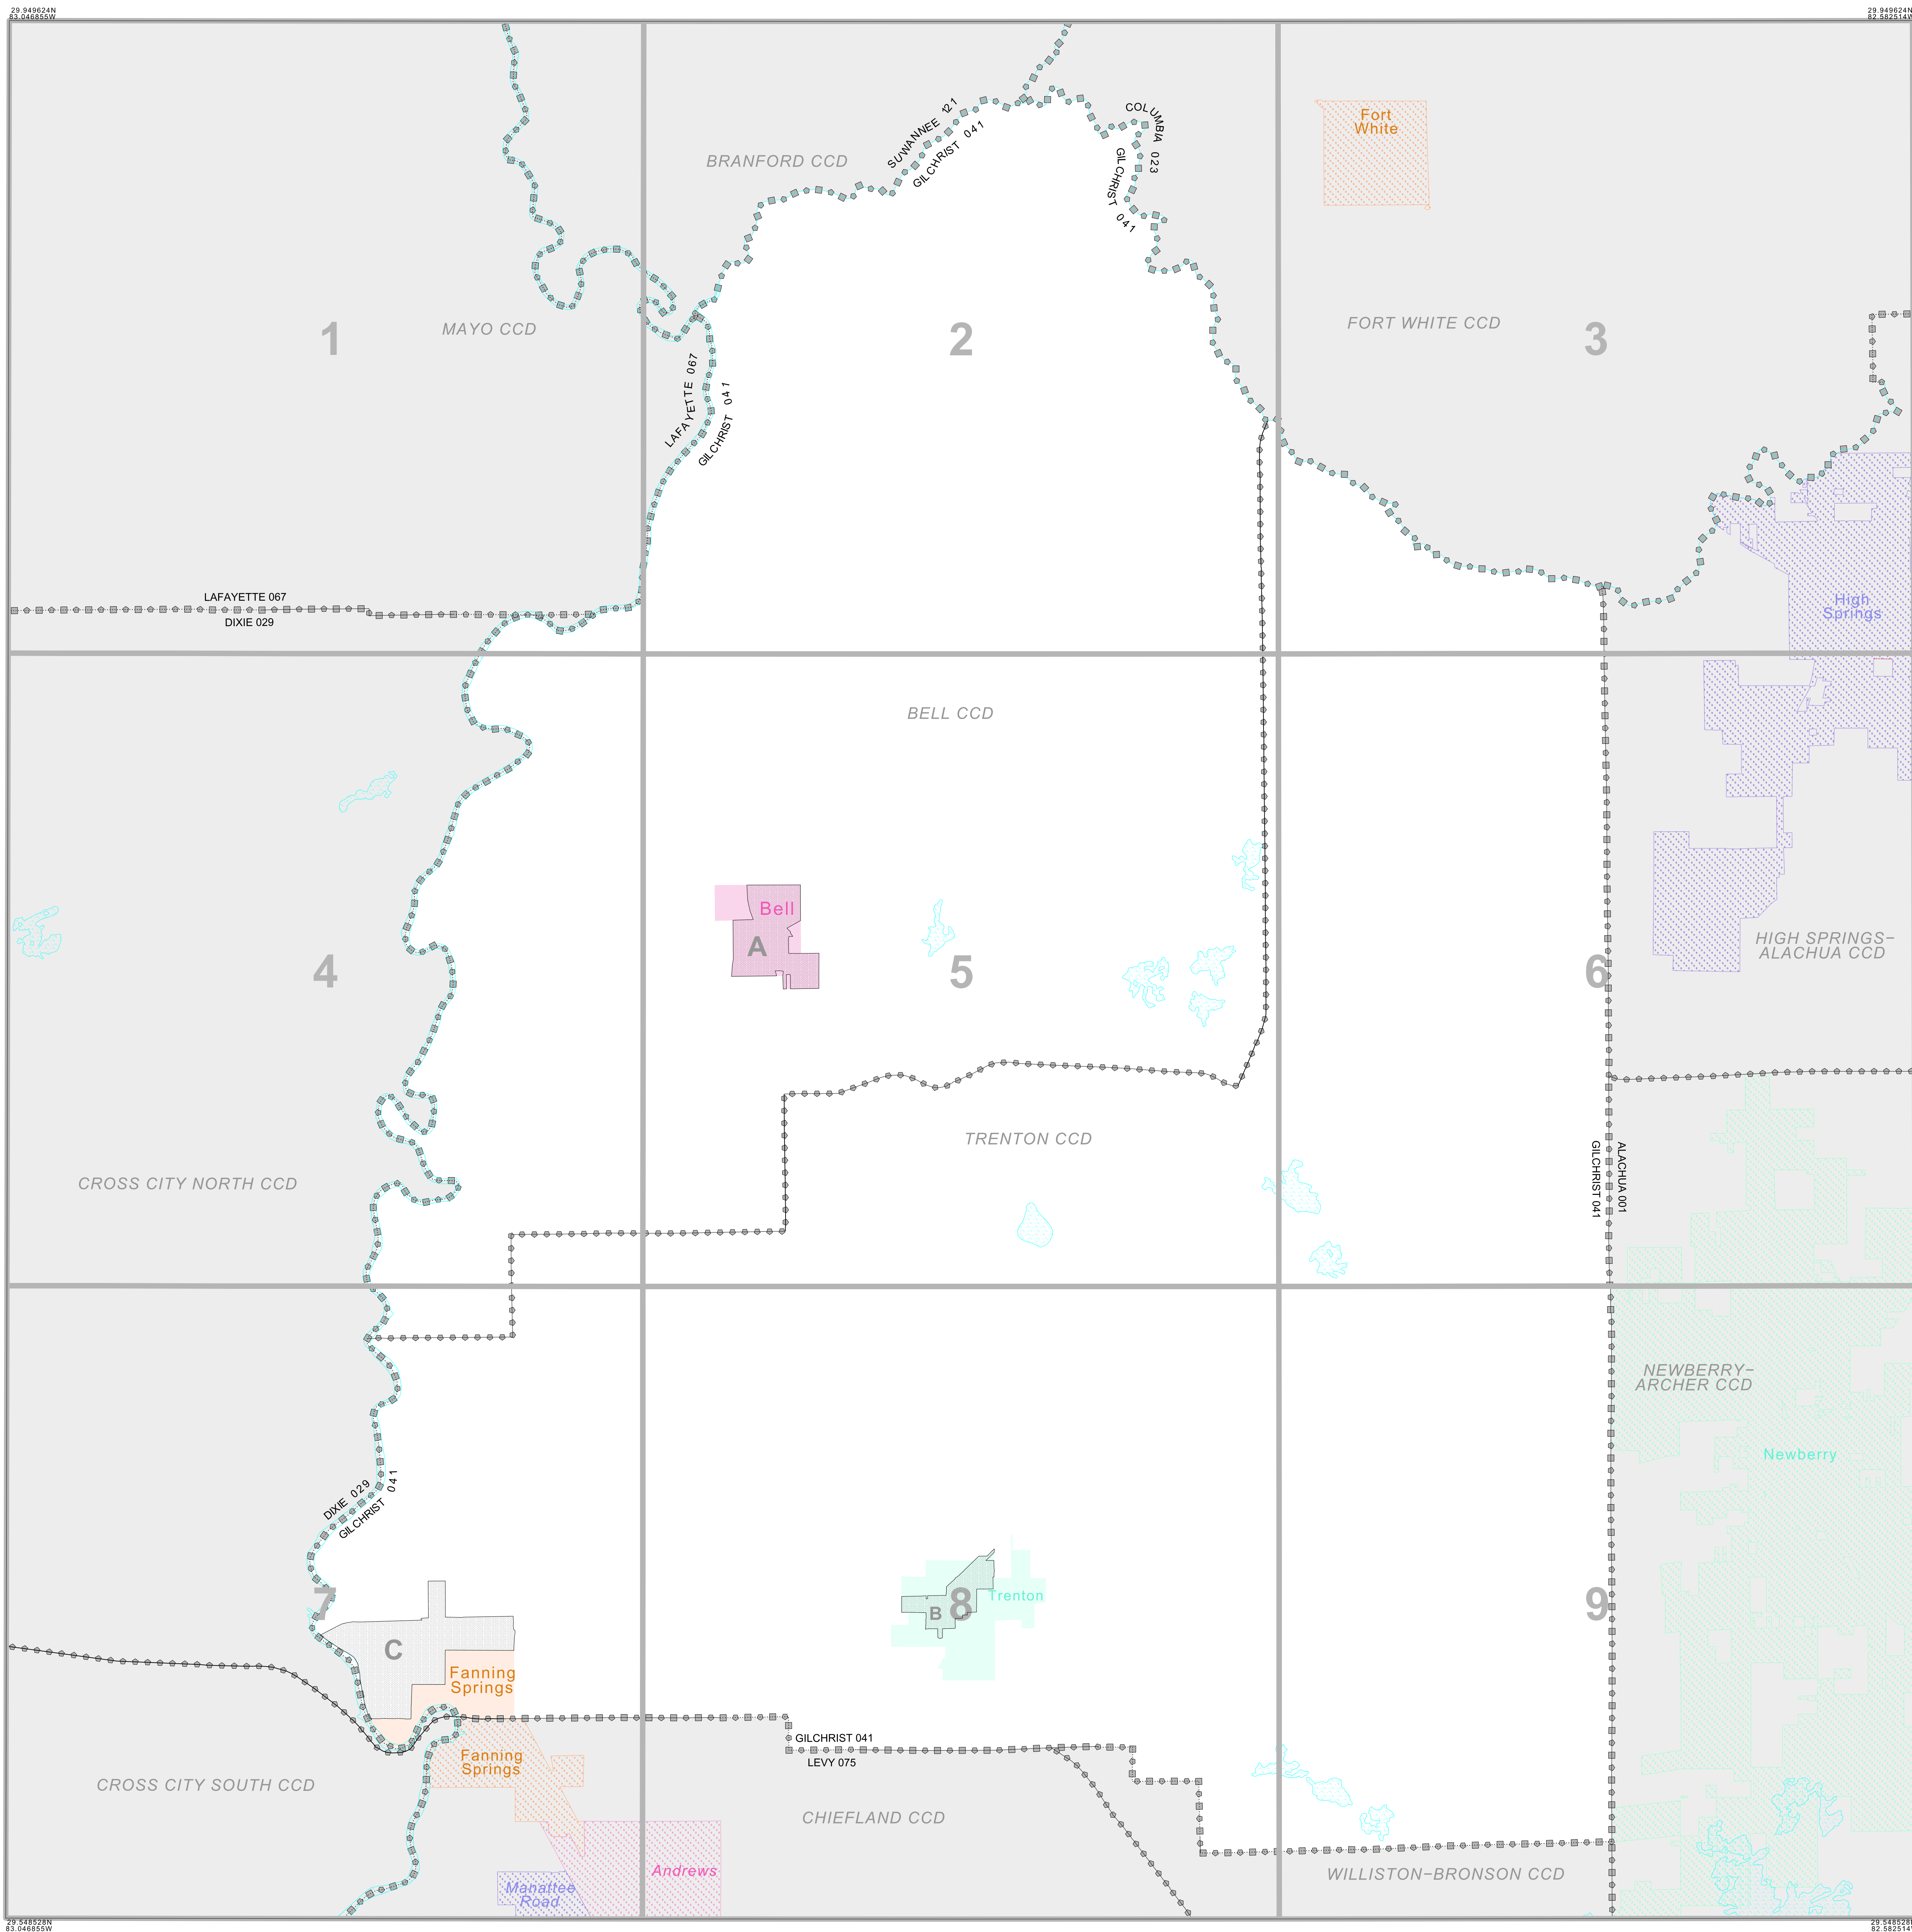 29.949624N
83.046855W
29.949624N
82.582514W
SUWANNEE 121
GILCHRIST 041
COLUMBIA 023
GILCHRIST 041
Fort
White
BRANFORD CCD
MAYO CCD
1
2
FORT WHITE CCD
3
LAFAYETTE 067
GILCHRIST 041
LAFAYETTE 067
DIXIE 029
High
Springs
BELL CCD
Bell
A
4
5
6
HIGH SPRINGS-
ALACHUA CCD
TRENTON CCD
CROSS CITY NORTH CCD
GILCHRIST 041
ALACHUA 001
NEWBERRY-
ARCHER CCD
Newberry
DIXIE 029
GILCHRIST 041
7
8
9
Trenton
B
C
Fanning
Springs
GILCHRIST 041
LEVY 075
Fanning
Springs
CROSS CITY SOUTH CCD
CHIEFLAND CCD
Andrews
Manattee
Road
WILLISTON-BRONSON CCD
29.548528N
83.046855W
29.548528N
82.582514W